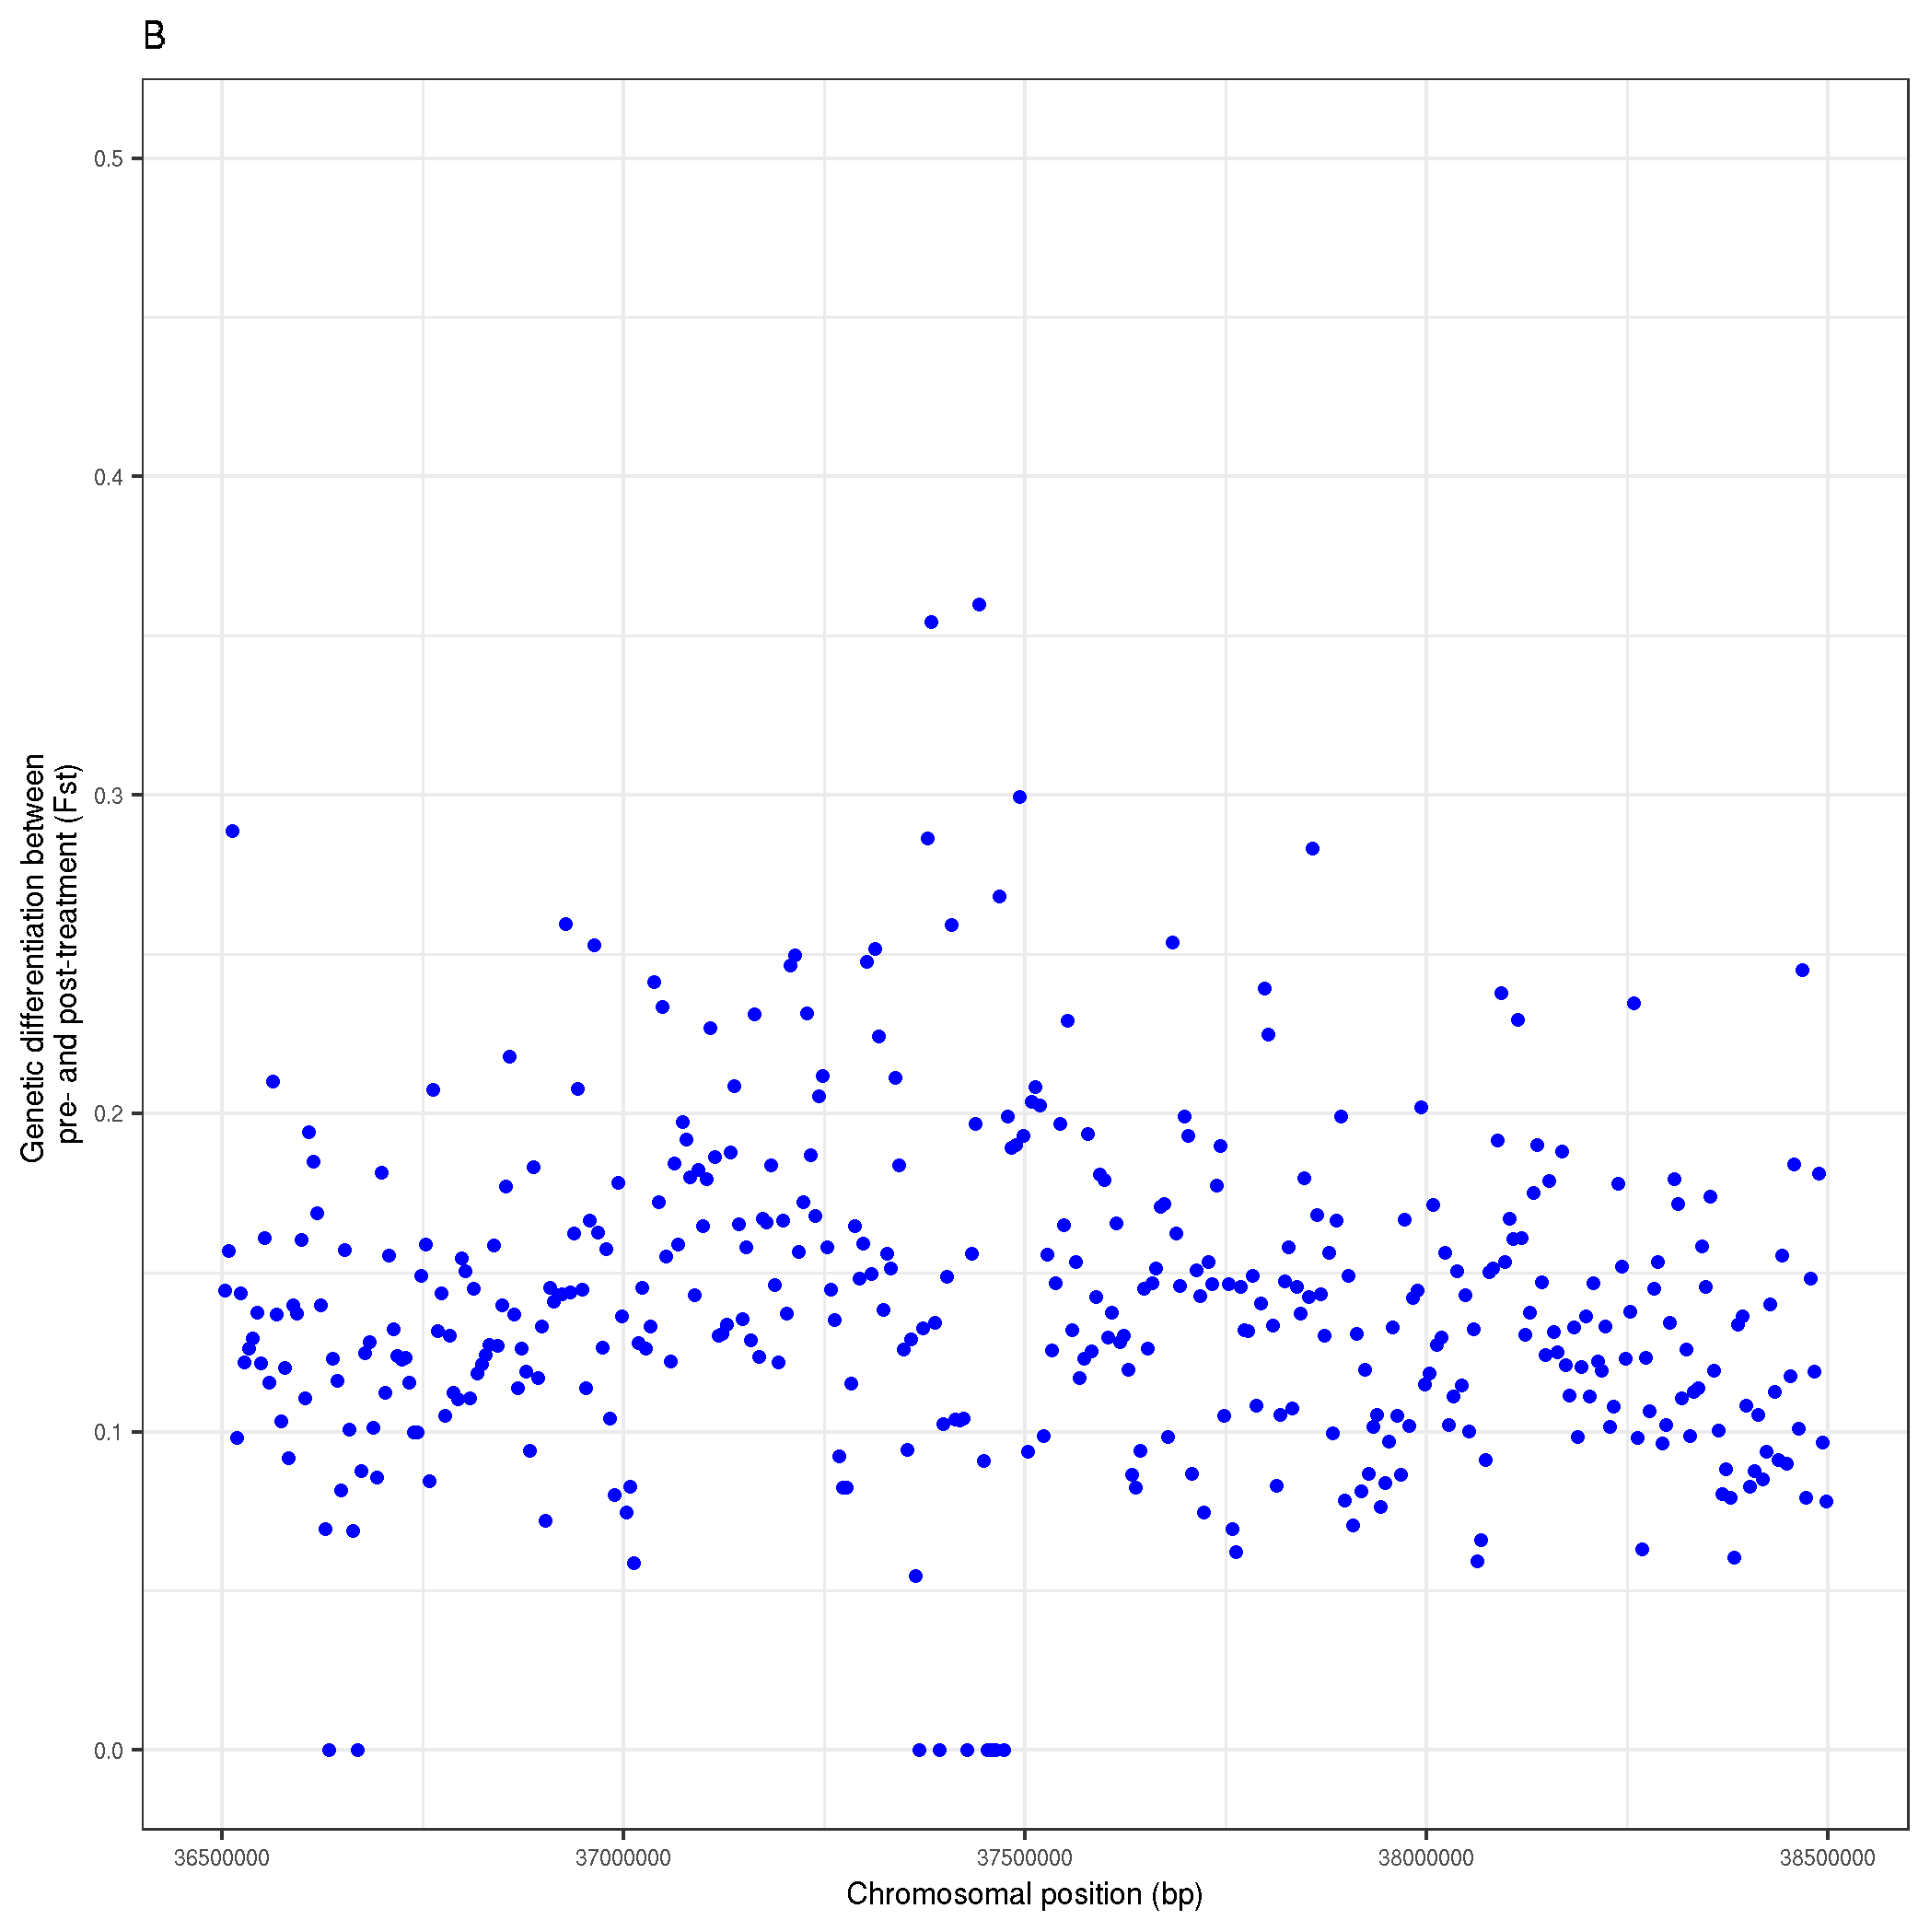 B
0.5
0.4
0.3
0.2
0.1
0.0
Genetic differentiation between
pre- and post-treatment (Fst)
36500000
37000000
37500000
38000000
38500000
Chromosomal position (bp)